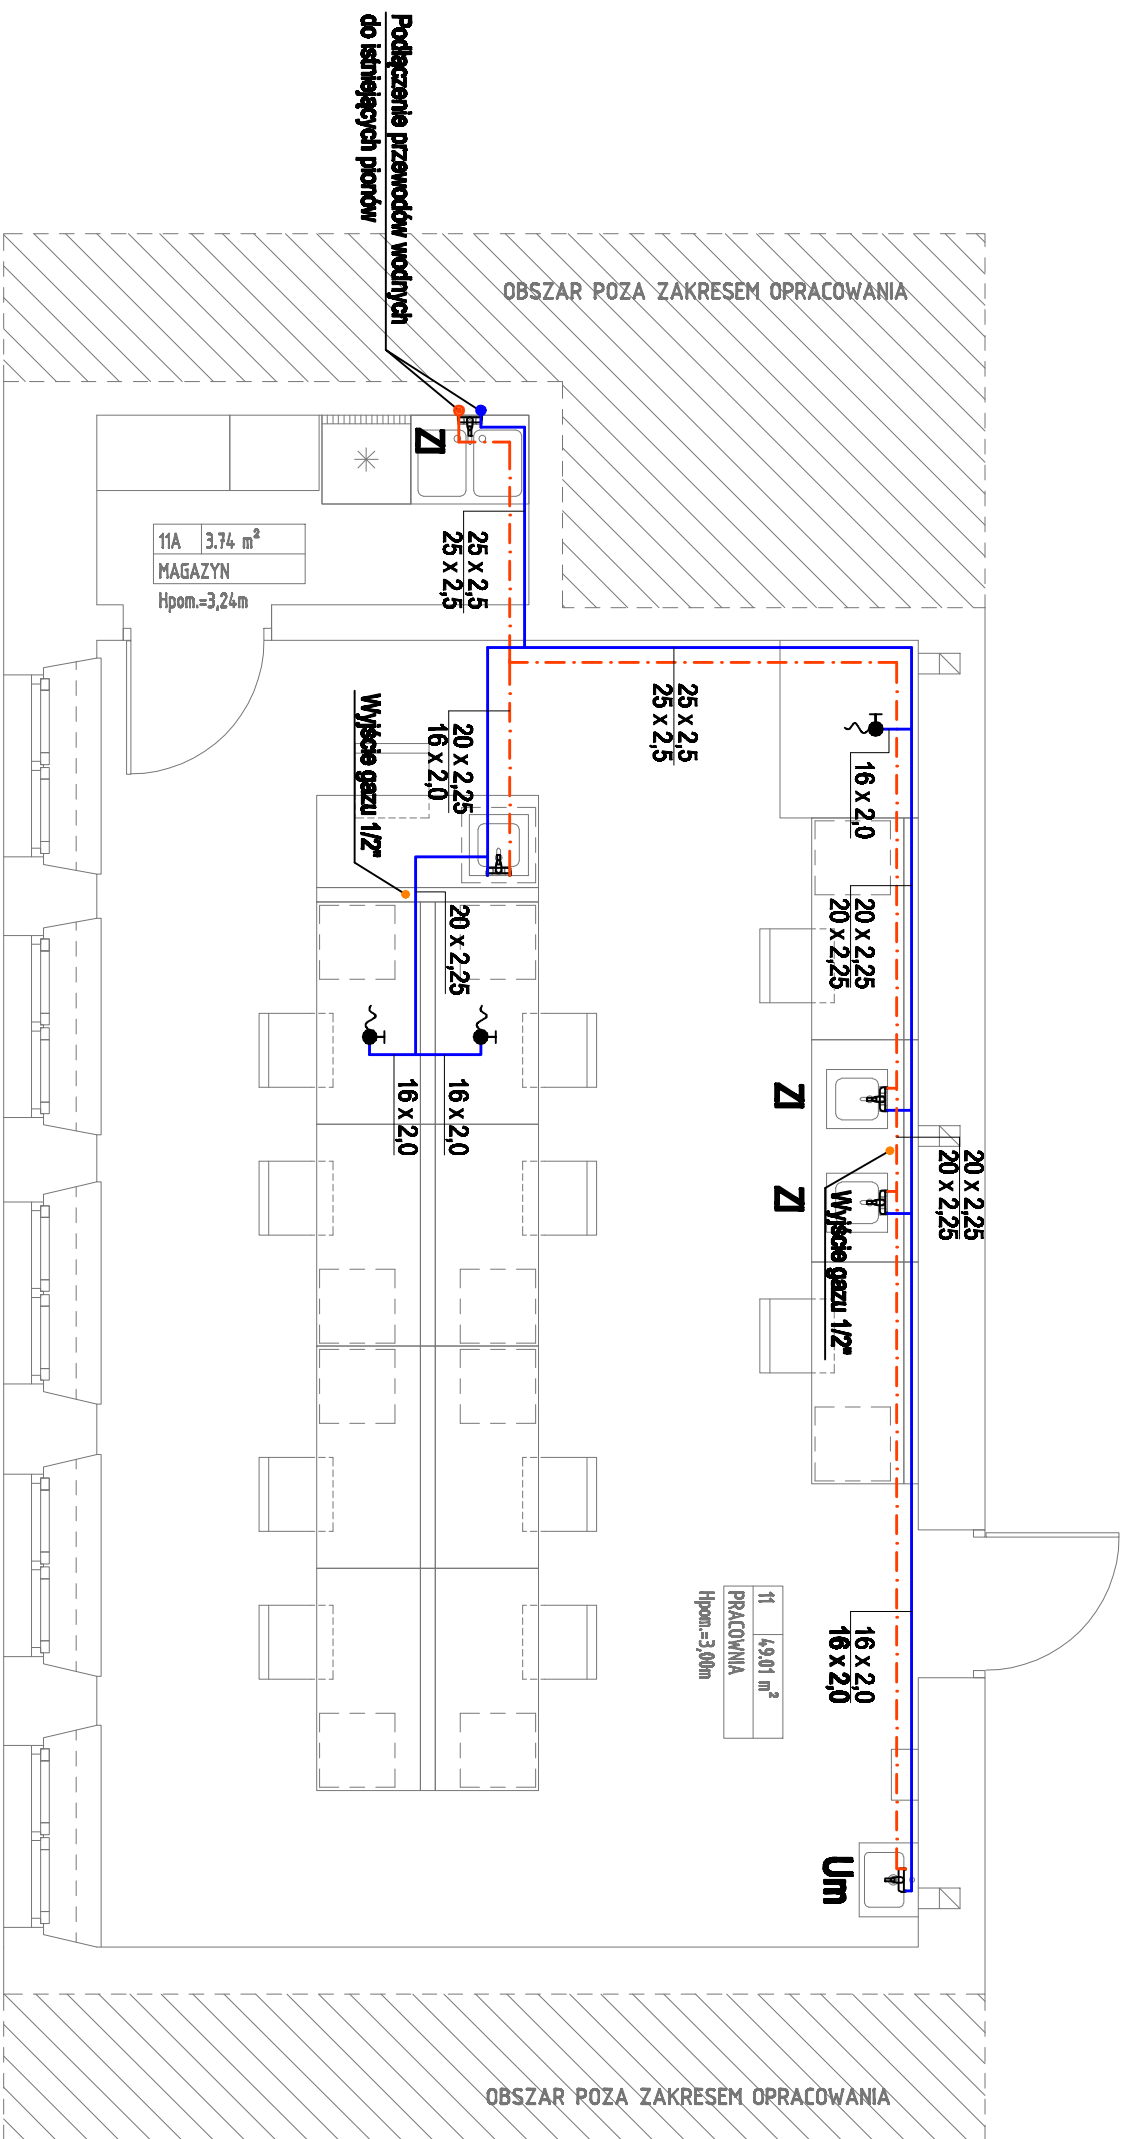 Podłączenie przewodów wodnych
do istniejących pionów
OBSZAR POZA ZAKRESEM OPRACOWANIA
Zl
11A 3.74 m²
MAGAZYN
Hpom.=3,24m
25 x 2,5
25 x 2,5
25 x 2,5
25 x 2,5
16 x 2,0
20 x 2,25
16 x 2,0
Wyjście gazu 1/2"
20 x 2,25
20 x 2,25
20 x 2,25
16 x 2,0
16 x 2,0
Zl
Zl
20 x 2,25
20 x 2,25
Wyjście gazu 1/2"
11 49.01 m²
PRACOWNIA
Hpom.=3,00m
16 x 2,0
16 x 2,0
Um
OBSZAR POZA ZAKRESEM OPRACOWANIA